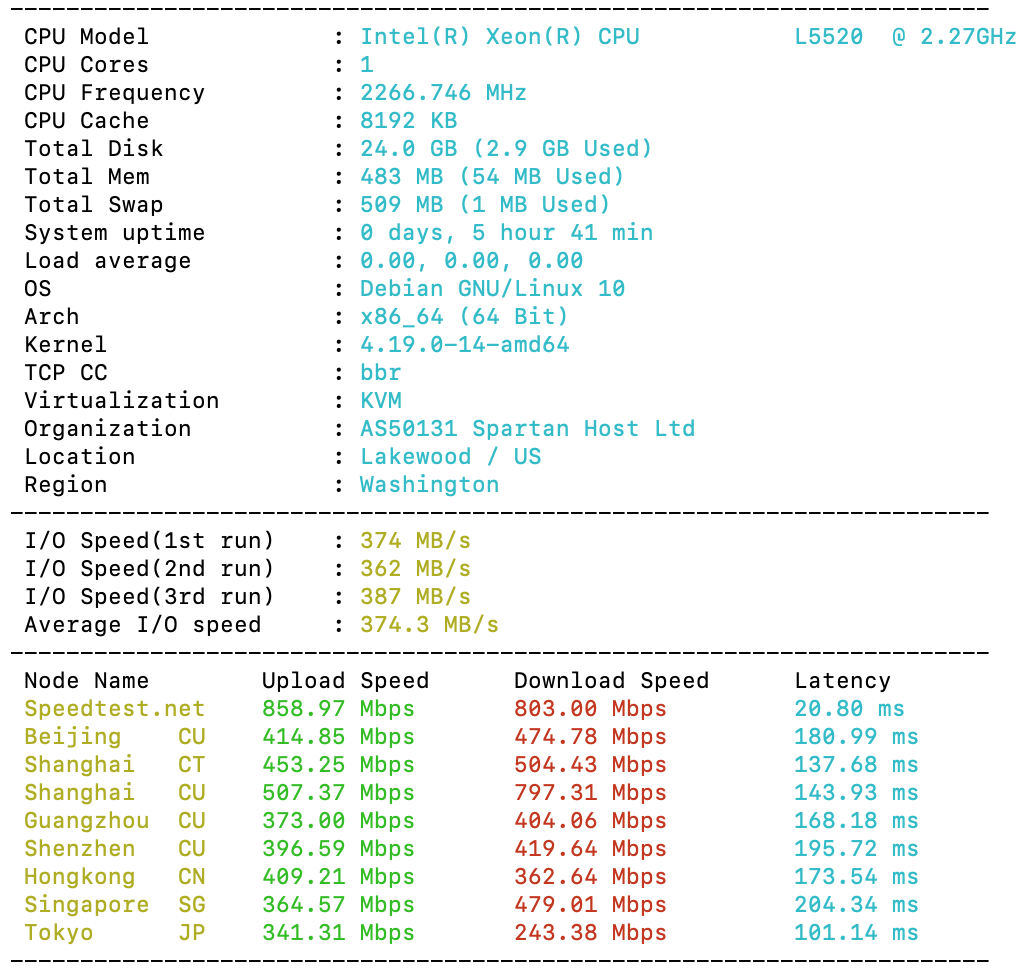 CPU Model : Intel(R) Xeon(R) CPU L5520 @ 2.27GHz
CPU Cores : 1
CPU Frequency : 2266.746 MHz
CPU Cache : 8192 KB
Total Disk : 24.0 GB (2.9 GB Used)
Total Mem : 483 MB (54 MB Used)
Total Swap : 509 MB (1 MB Used)
System uptime : 0 days, 5 hour 41 min
Load average : 0.00, 0.00, 0.00
OS : Debian GNU/Linux 10
Arch : x86_64 (64 Bit)
Kernel : 4.19.0-14-amd64
TCP CC : bbr
Virtualization : KVM
Organization : AS50131 Spartan Host Ltd
Location : Lakewood / US
Region : Washington
I/O Speed(1st run) : 374 MB/s
I/O Speed(2nd run) : 362 MB/s
I/O Speed(3rd run) : 387 MB/s
Average I/O speed : 374.3 MB/s
Node Name Upload Speed Download Speed Latency
Speedtest.net 858.97 Mbps 803.00 Mbps 20.80 ms
Beijing CU 414.85 Mbps 474.78 Mbps 180.99 ms
Shanghai CT 453.25 Mbps 504.43 Mbps 137.68 ms
Shanghai CU 507.37 Mbps 797.31 Mbps 143.93 ms
Guangzhou CU 373.00 Mbps 404.06 Mbps 168.18 ms
Shenzhen CU 396.59 Mbps 419.64 Mbps 195.72 ms
Hongkong CN 409.21 Mbps 362.64 Mbps 173.54 ms
Singapore SG 364.57 Mbps 479.01 Mbps 204.34 ms
Tokyo JP 341.31 Mbps 243.38 Mbps 101.14 ms